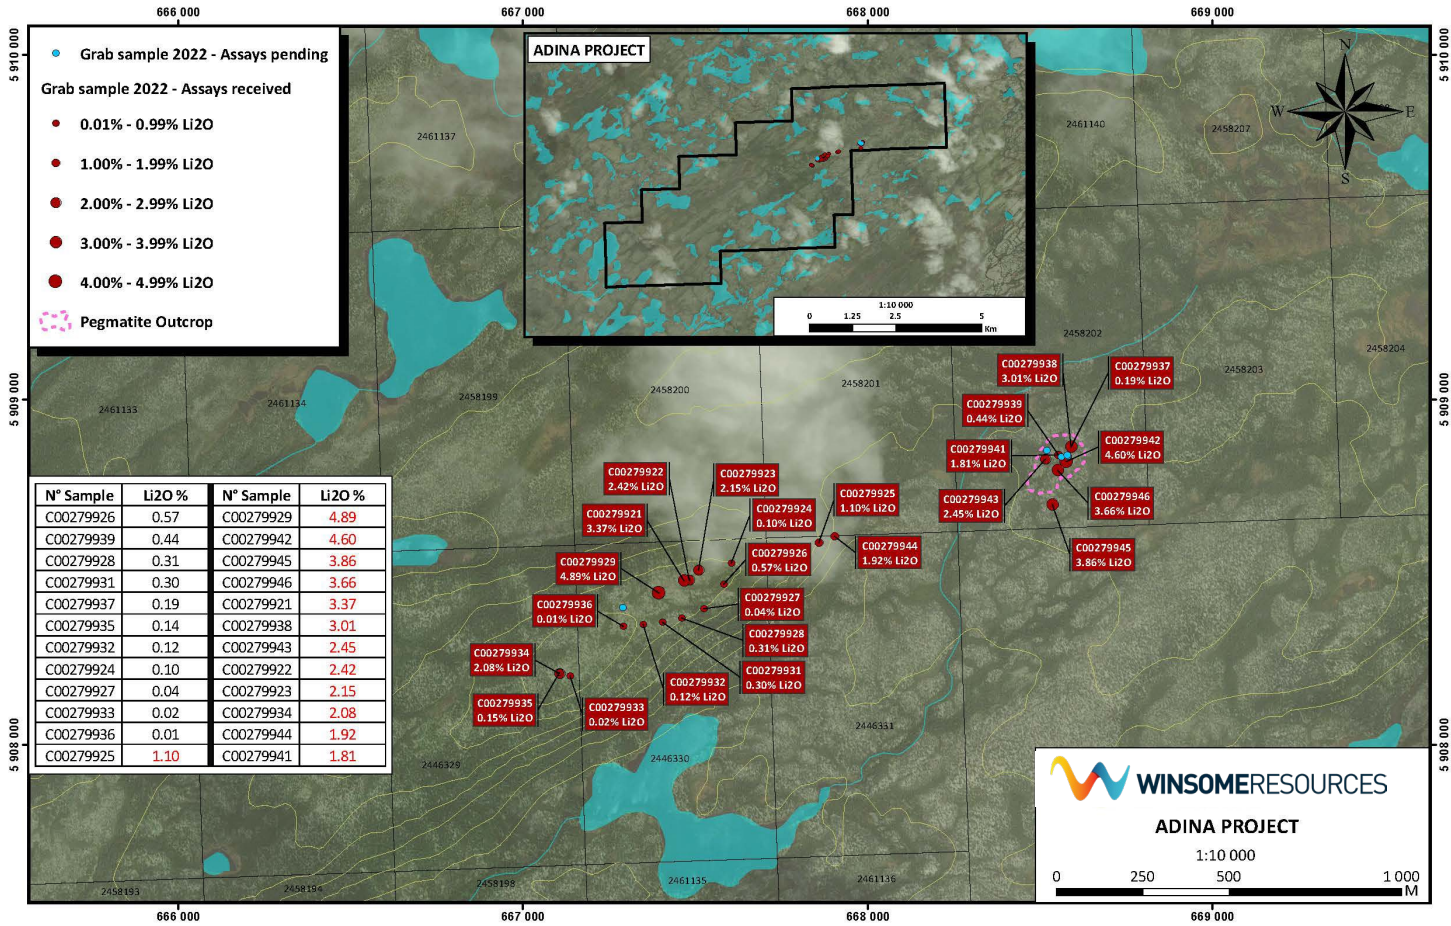 666 000
667 000
668 000
669 000
5 910 000
5 910 000
Grab sample 2022 - Assays pending
Grab sample 2022 - Assays received
0.01% - 0.99% Li2O
1.00% - 1.99% Li2O
2.00% - 2.99% Li2O
3.00% - 3.99% Li2O
4.00% - 4.99% Li2O
Pegmatite Outcrop
ADINA PROJECT
1:10 000
0 1.25 2.5 5
Km
N
W E
S
2461137
2461140
2458207
2458202
2458204
2458203
2458201
2458200
2458199
2461134
2461133
5 909 000
5 909 000
C00279938
3.01% Li2O
C00279937
0.19% Li2O
C00279939
0.44% Li2O
C00279941
1.81% Li2O
C00279942
4.60% Li2O
C00279943
2.45% Li2O
C00279946
3.66% Li2O
C00279945
3.86% Li2O
C00279922
2.42% Li2O
C00279923
2.15% Li2O
C00279921
3.37% Li2O
C00279924
0.10% Li2O
C00279925
1.10% Li2O
C00279929
4.89% Li2O
C00279926
0.57% Li2O
C00279944
1.92% Li2O
C00279936
0.01% Li2O
C00279927
0.04% Li2O
C00279928
0.31% Li2O
C00279934
2.08% Li2O
C00279931
0.30% Li2O
C00279932
0.12% Li2O
C00279935
0.15% Li2O
C00279933
0.02% Li2O
N° Sample Li2O % N° Sample Li2O %
C00279926 0.57 C00279929 4.89
C00279939 0.44 C00279942 4.60
C00279928 0.31 C00279945 3.86
C00279931 0.30 C00279946 3.66
C00279937 0.19 C00279921 3.37
C00279935 0.14 C00279938 3.01
C00279932 0.12 C00279943 2.45
C00279924 0.10 C00279922 2.42
C00279927 0.04 C00279923 2.15
C00279933 0.02 C00279934 2.08
C00279936 0.01 C00279944 1.92
C00279925 1.10 C00279941 1.81
5 908 000
5 908 000
2446331
2446330
2446329
2458193
2458194
2458198
2461135
2461136
WINSOMERESOURCES
ADINA PROJECT
1:10 000
0 250 500 1 000
M
666 000
667 000
668 000
669 000